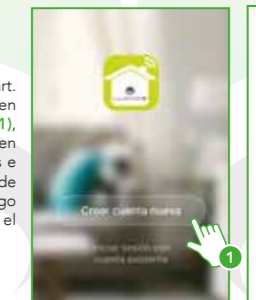 rt.
en
1),
en
s e
de
go
el
Crear cuenta nueva
Iniciar sesión con
cuenta existente
1